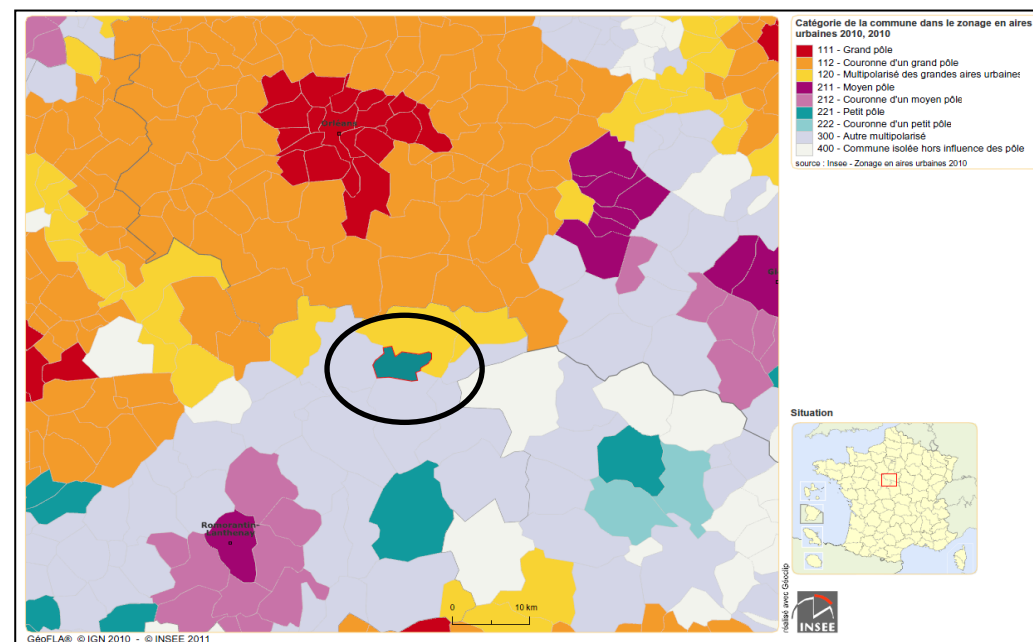 Catégorie de la commune dans le zonage en aires
urbaines 2010, 2010
111 - Grand pôle
112 - Couronne d'un grand pôle
120 - Multipolarisé des grandes aires urbaines
211 - Moyen pôle
212 - Couronne d'un moyen pôle
221 - Petit pôle
222 - Couronne d'un petit pôle
300 - Autre multipolarisé
400 - Commune isolée hors influence des pôle
source : Insee - Zonage en aires urbaines 2010
Orléans
Romorantin-
Lanthenay
0 10 km
Situation
réalisé avec Géoclip
INSEE
GéoFLA® © IGN 2010 - © INSEE 2011